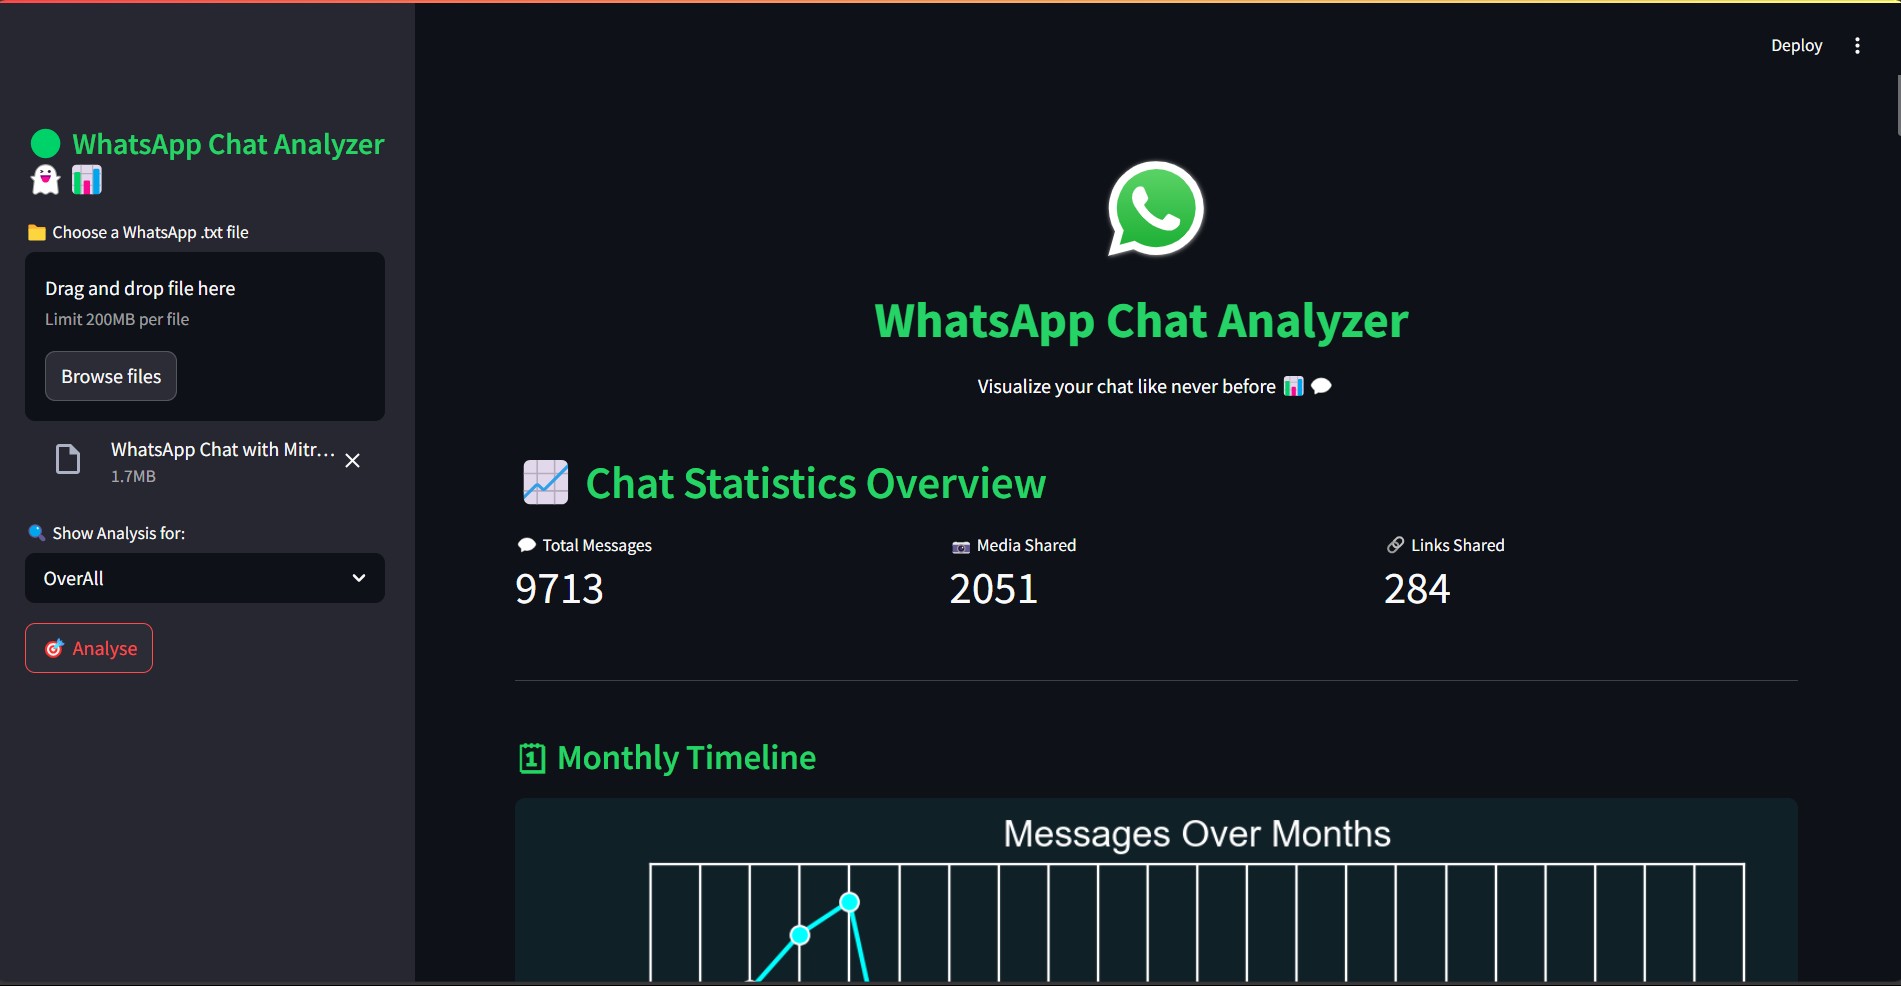 Deploy
WhatsApp Chat Analyzer
Choose a WhatsApp .txt file
Drag and drop file here
Limit 200MB per file
Browse files
WhatsApp Chat with Mitr...
1.7MB
Show Analysis for:
OverAll
Analyse
WhatsApp Chat Analyzer
Visualize your chat like never before
Chat Statistics Overview
Total Messages
9713
Media Shared
2051
Links Shared
284
Monthly Timeline
Messages Over Months